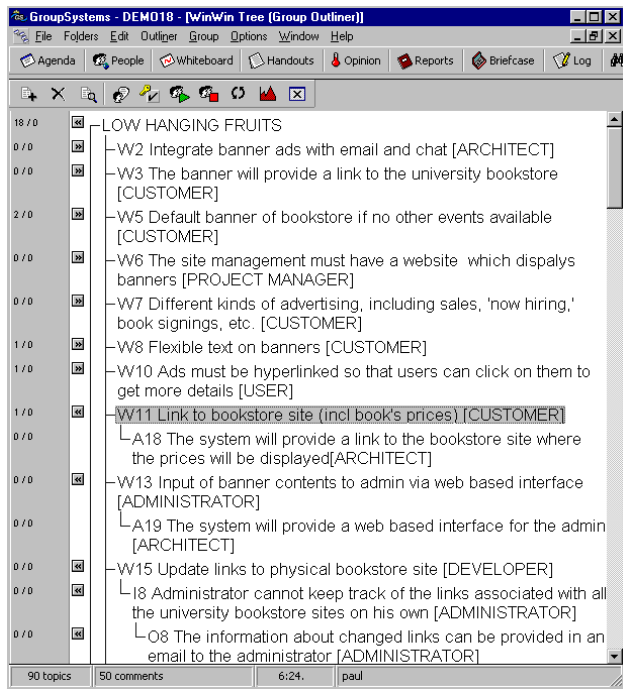 GroupSystems - DEMO18 - [WinWin Tree (Group Outliner)]
File Folders Edit Outliner Group Options Window Help
Agenda People Whiteboard Handouts Opinion Reports Briefcase Log
18 / 0 LOW HANGING FRUITS
0 / 0 W2 Integrate banner ads with email and chat [ARCHITECT]
0 / 0 W3 The banner will provide a link to the university bookstore
[CUSTOMER]
2 / 0 W5 Default banner of bookstore if no other events available
[CUSTOMER]
0 / 0 W6 The site management must have a website which dispalys
banners [PROJECT MANAGER]
0 / 0 W7 Different kinds of advertising, including sales, 'now hiring,'
book signings, etc. [CUSTOMER]
1 / 0 W8 Flexible text on banners [CUSTOMER]
1 / 0 W10 Ads must be hyperlinked so that users can click on them to
get more details [USER]
1 / 0 W11 Link to bookstore site (incl book's prices) [CUSTOMER]
0 / 0 A18 The system will provide a link to the bookstore site where
the prices will be displayed[ARCHITECT]
0 / 0 W13 Input of banner contents to admin via web based interface
[ADMINISTRATOR]
0 / 0 A19 The system will provide a web based interface for the admin
[ARCHITECT]
0 / 0 W15 Update links to physical bookstore site [DEVELOPER]
0 / 0 I8 Administrator cannot keep track of the links associated with all
the university bookstore sites on his own [ADMINISTRATOR]
0 / 0 O8 The information about changed links can be provided in an
email to the administrator [ADMINISTRATOR]
90 topics 50 comments 6:24. paul